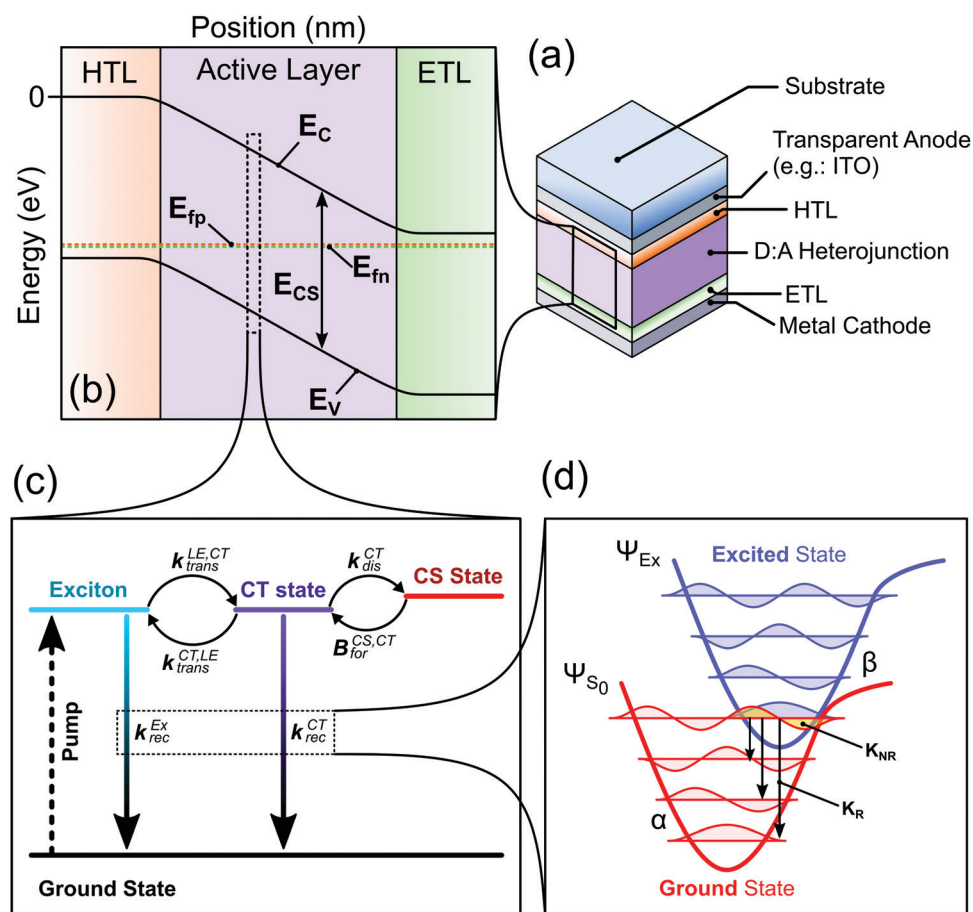 Position (nm)
HTL
Active Layer
ETL
0
Energy (eV)
E_C
E_fp
E_fn
E_CS
E_V
(b)
(a)
Substrate
Transparent Anode
(e.g.: ITO)
HTL
D:A Heterojunction
ETL
Metal Cathode
(c)
k_trans^LE,CT
k_dis^CT
Exciton
CT state
CS State
k_trans^CT,LE
B_for^CS,CT
Pump
k_rec^Ex
k_rec^CT
Ground State
(d)
Ψ_Ex
Excited State
β
Ψ_S0
K_NR
K_R
α
Ground State